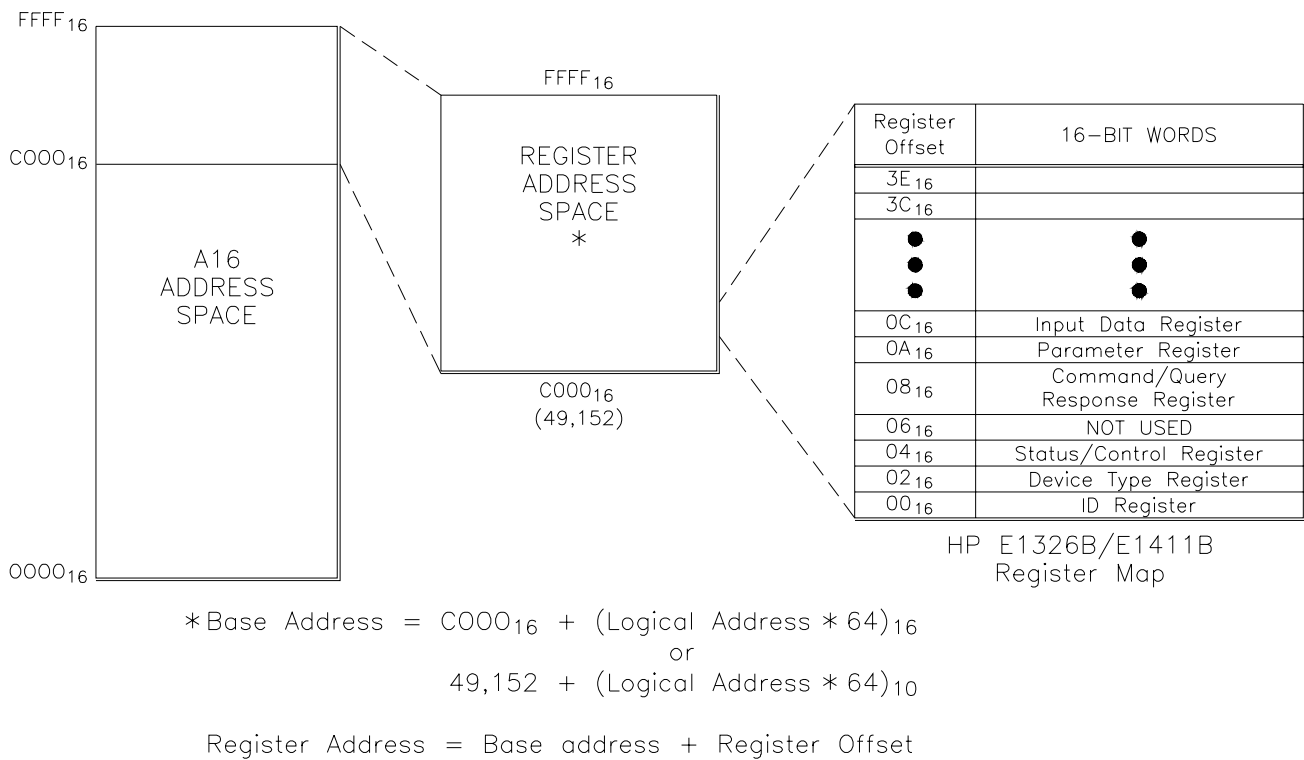 FFFF16
C00016
A16
ADDRESS
SPACE
000016
FFFF16
REGISTER
ADDRESS
SPACE
*
C00016
(49,152)
Register Offset
16-BIT WORDS
3E16
3C16
0C16 Input Data Register
0A16 Parameter Register
0816 Command/Query
Response Register
0616 NOT USED
0416 Status/Control Register
0216 Device Type Register
0016 ID Register
HP E1326B/E1411B
Register Map
*Base Address = C00016 + (Logical Address * 64)16
or
49,152 + (Logical Address * 64)10
Register Address = Base address + Register Offset